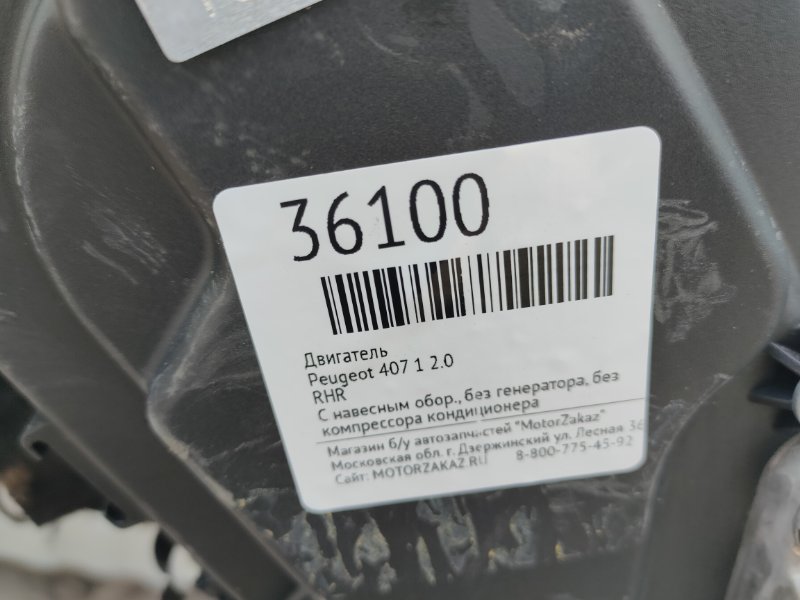 36100
Двигатель
Peugeot 407 1 2.0
RHR
С навесным обор., без генератора, без
компрессора кондиционера
Магазин б/у автозапчастей "MotorZakaz"
Московская обл. г. Дзержинский ул. Лесная 36
Сайт: MOTORZAKAZ.RU 8-800-775-45-92